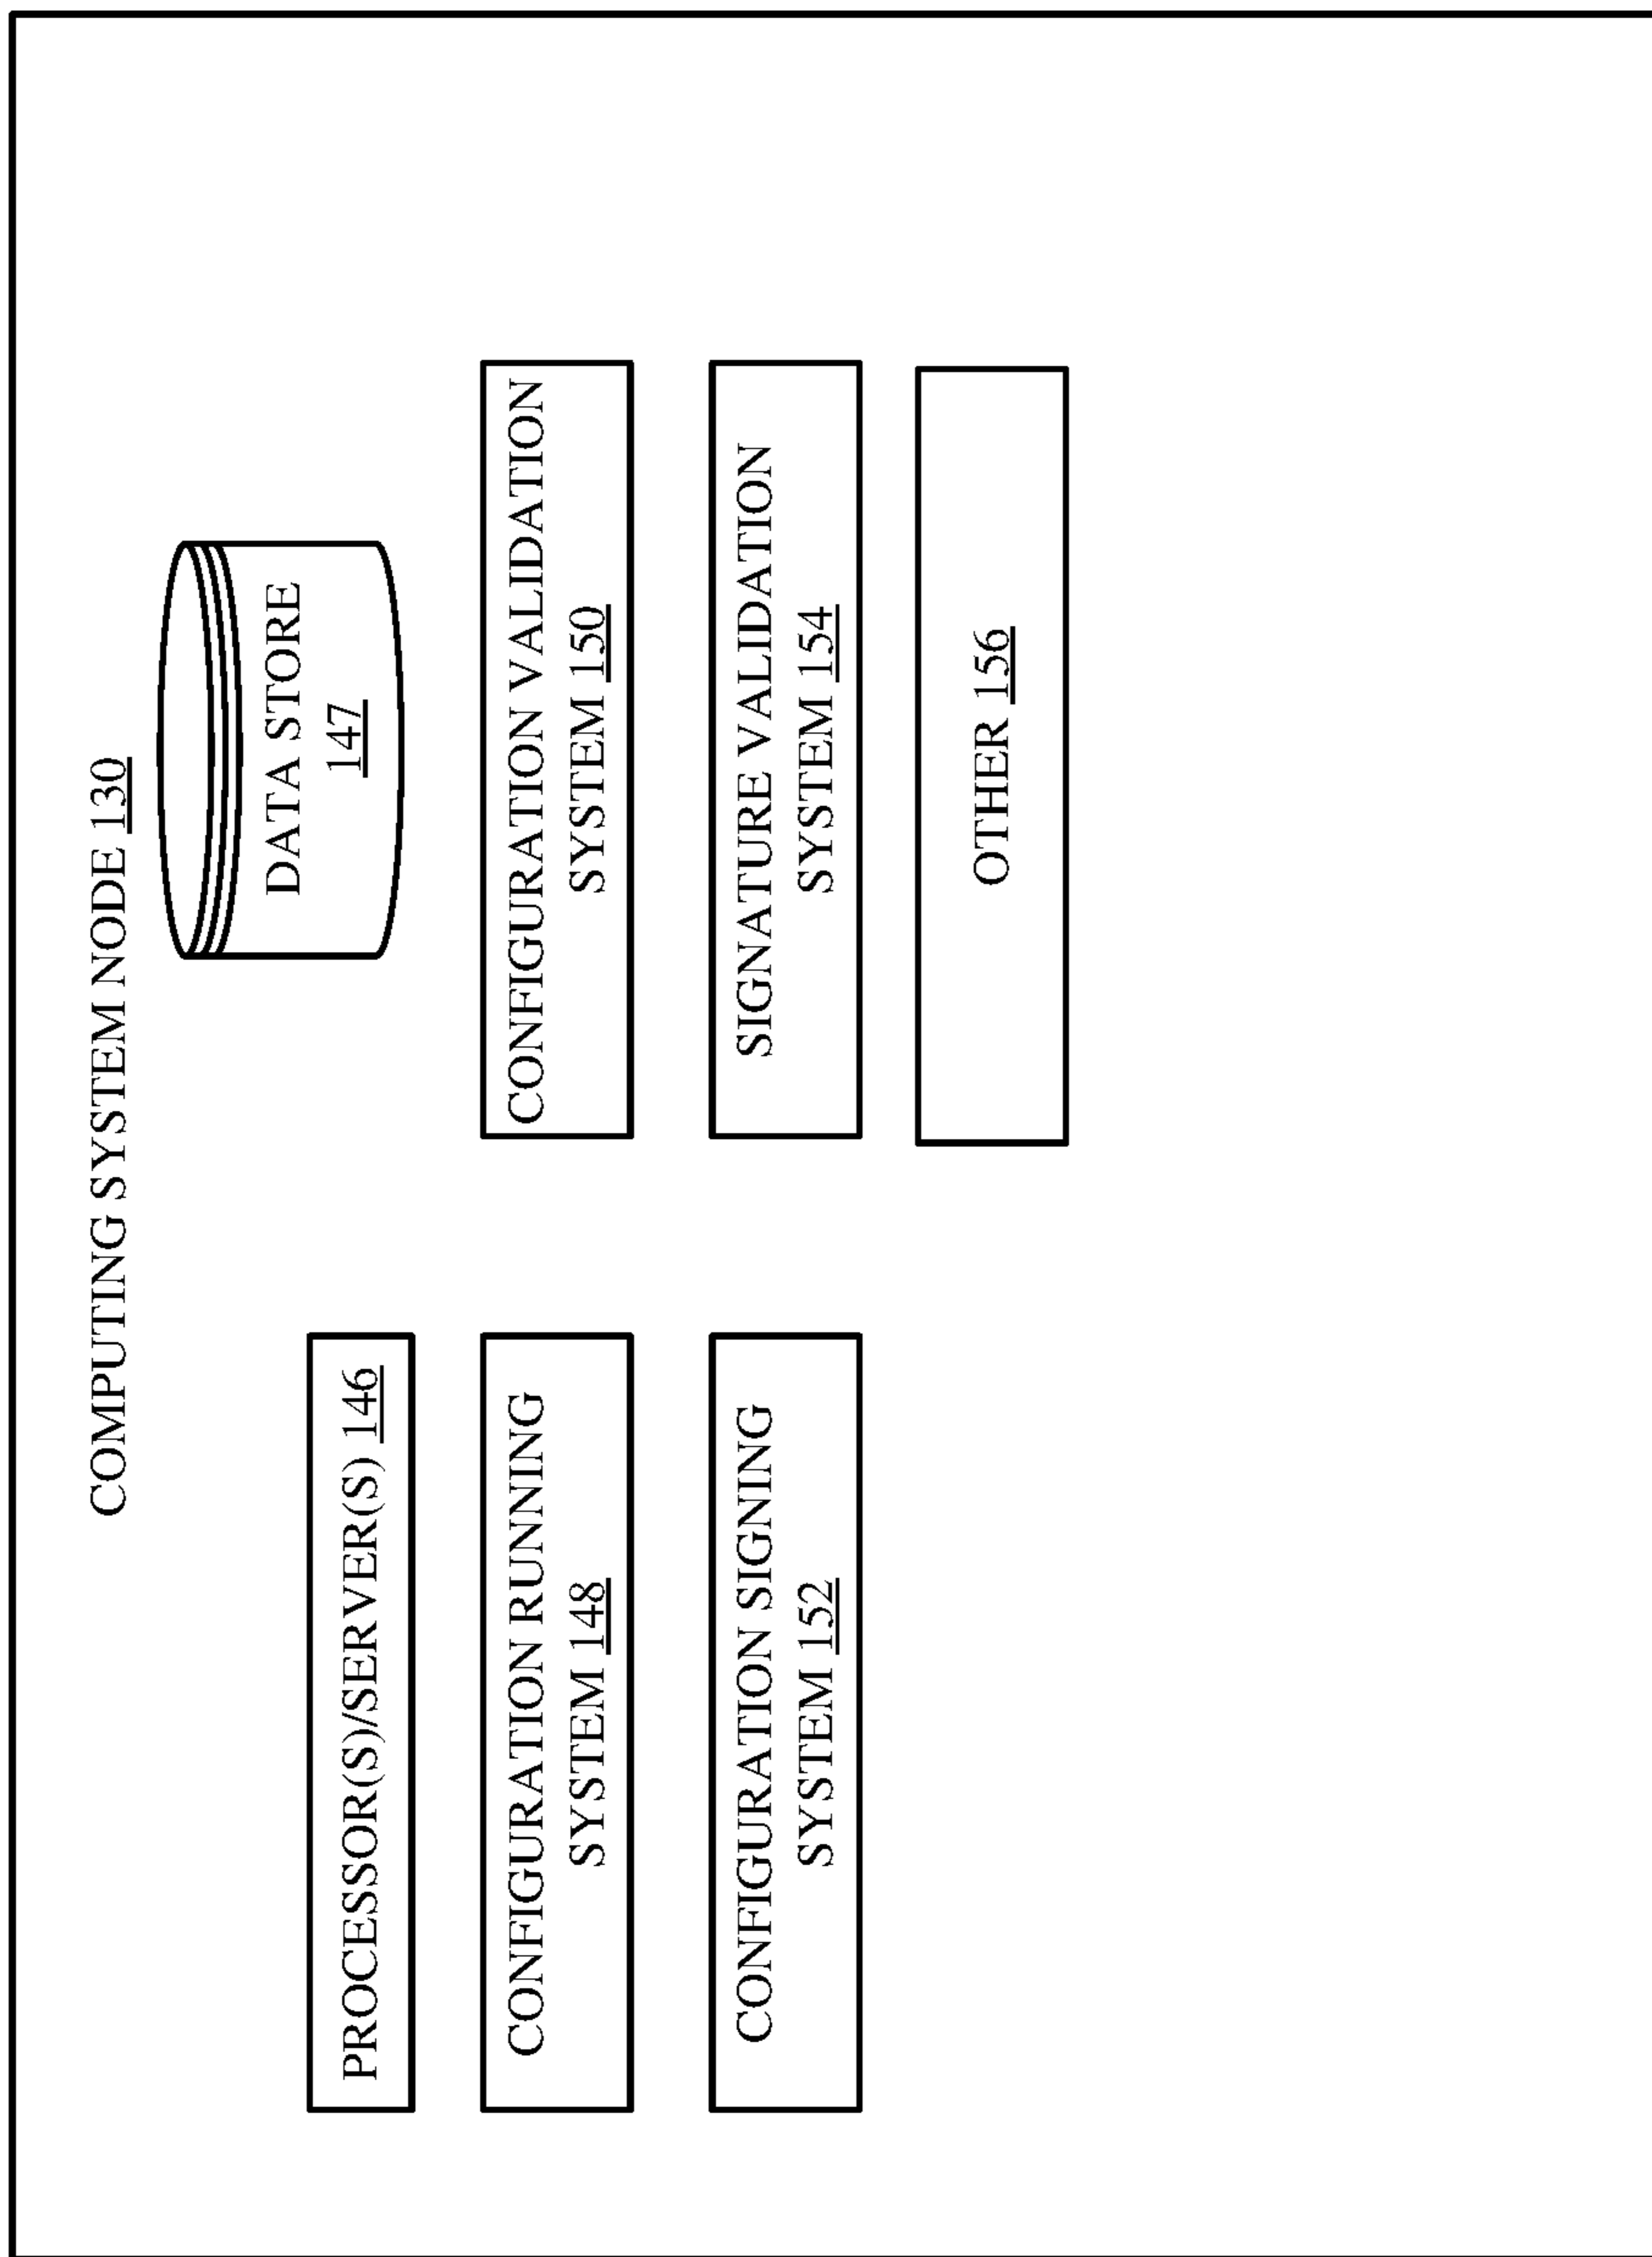 COMPUTING SYSTEM NODE 130
PROCESSOR(S)/SERVER(S) 146
DATA STORE
147
CONFIGURATION RUNNING
SYSTEM 148
CONFIGURATION VALIDATION
SYSTEM 150
CONFIGURATION SIGNING
SYSTEM 152
SIGNATURE VALIDATION
SYSTEM 154
OTHER 156